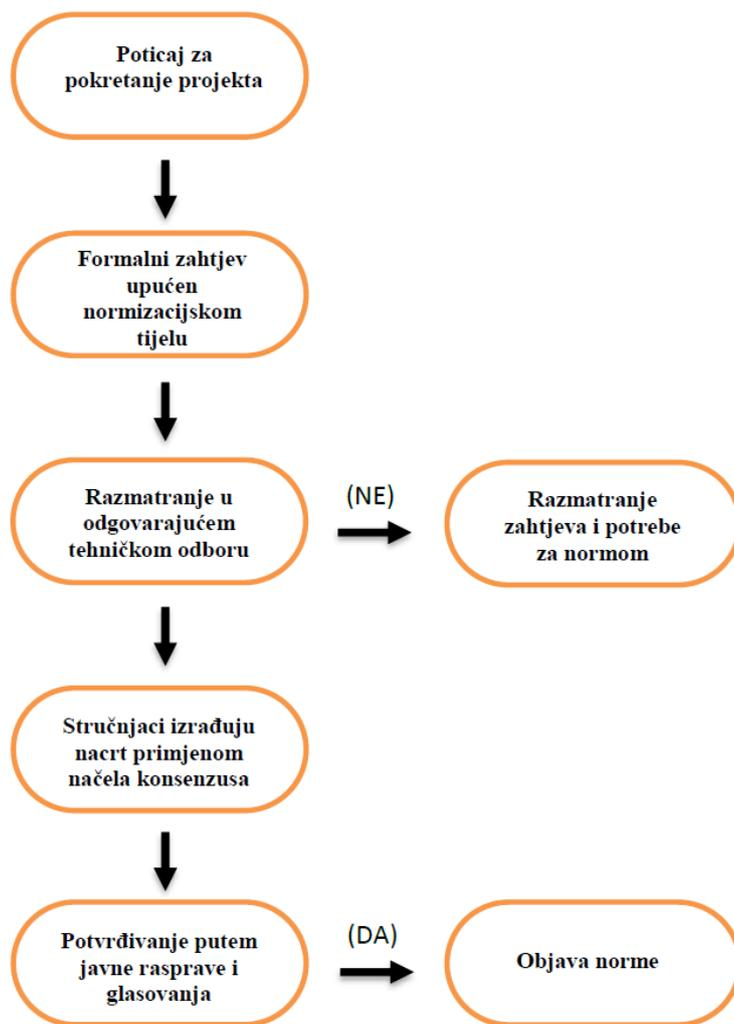 Poticaj za
pokretanje projekta
Formalni zahtjev
upućen
normizacijskom
tijelu
Razmatranje u
odgovarajućem
tehničkom odboru
(NE)
Razmatranje
zahtjeva i potrebe
za normom
Stručnjaci izrađuju
nacrt primjenom
načela konsenzusa
Potvrđivanje putem
javne rasprave i
glasovanja
(DA)
Objava norme